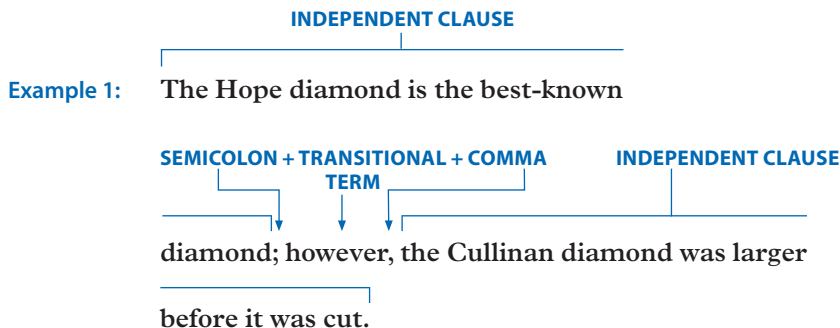 INDEPENDENT CLAUSE
Example 1: The Hope diamond is the best-known
SEMICOLON + TRANSITIONAL + COMMA INDEPENDENT CLAUSE
TERM
diamond; however, the Cullinan diamond was larger
before it was cut.